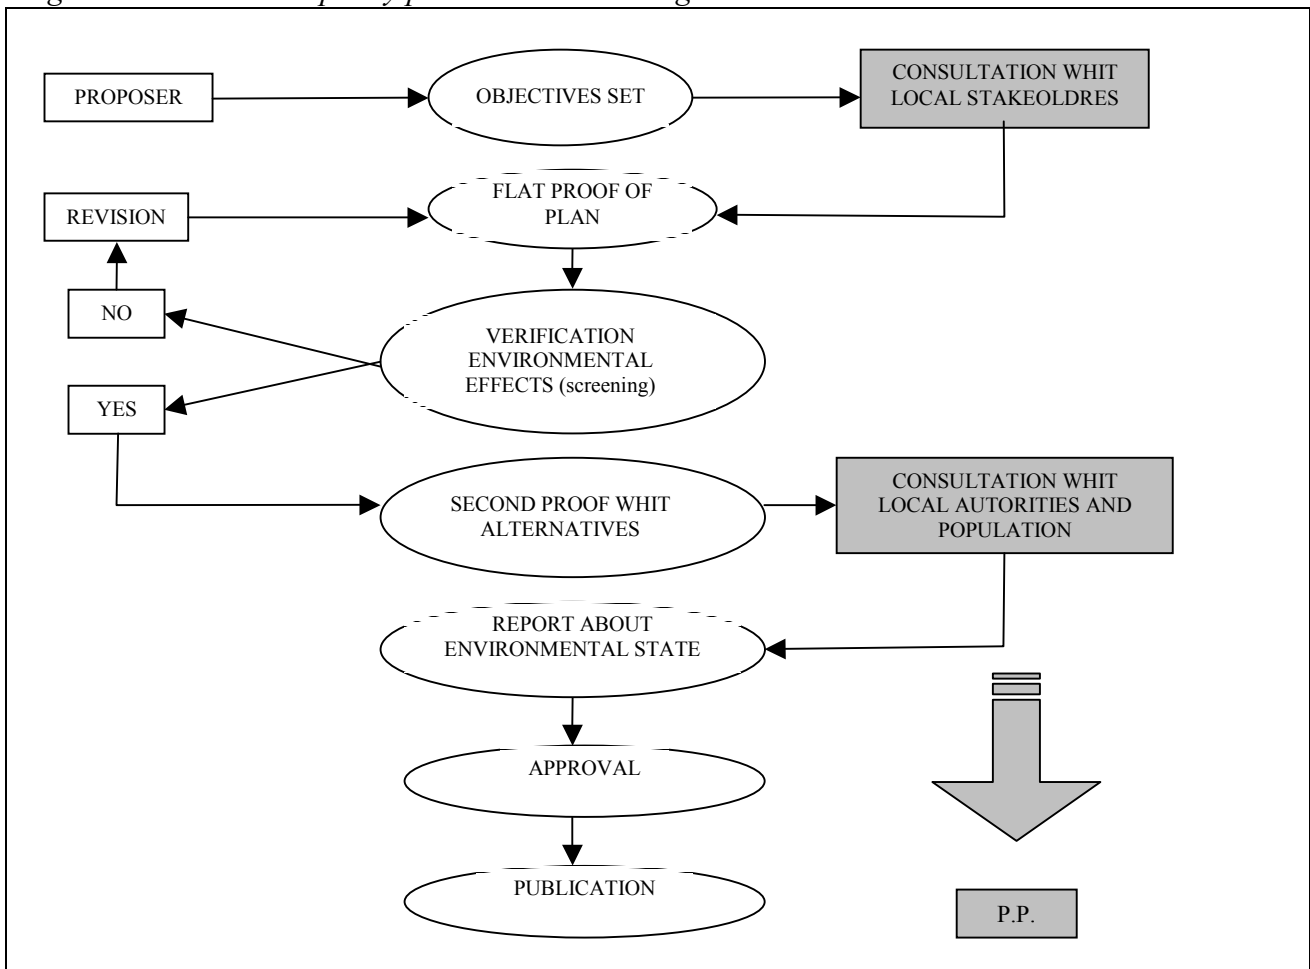 PROPOSER
OBJECTIVES SET
CONSULTATION WHIT
LOCAL STAKEOLDRES
REVISION
FLAT PROOF OF
PLAN
NO
VERIFICATION
ENVIRONMENTAL
EFFECTS (screening)
YES
SECOND PROOF WHIT
ALTERNATIVES
CONSULTATION WHIT
LOCAL AUTORITIES AND
POPULATION
REPORT ABOUT
ENVIRONMENTAL STATE
APPROVAL
PUBLICATION
P.P.